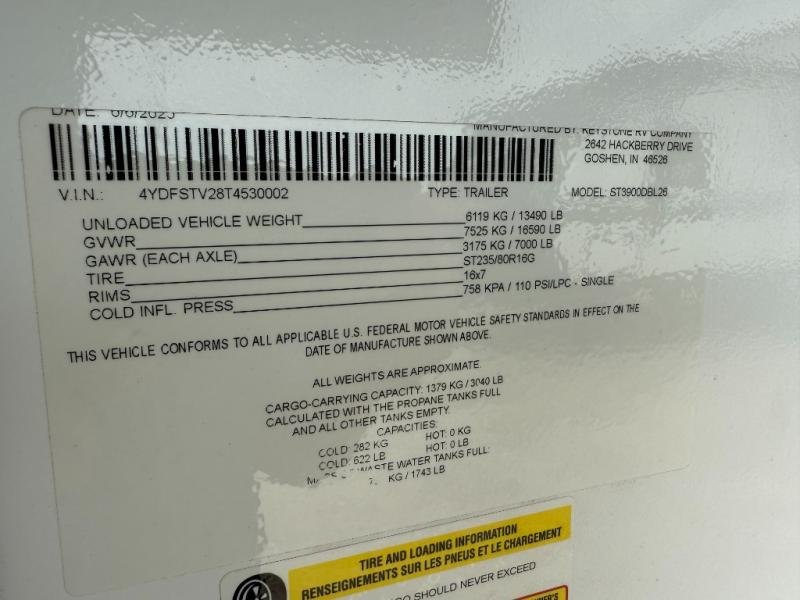 DATE: 6/6/2025
MANUFACTURED BY: KEYSTONE RV COMPANY
2642 HACKBERRY DRIVE
GOSHEN, IN 46526
V.I.N.: 4YDFSTV28T4530002 TYPE: TRAILER MODEL: ST3900DBL26
UNLOADED VEHICLE WEIGHT 6119 KG / 13490 LB
GVWR 7525 KG / 16590 LB
GAWR (EACH AXLE) 3175 KG / 7000 LB
TIRE ST235/80R16G
RIMS 16x7
COLD INFL. PRESS 758 KPA / 110 PSI/LPC - SINGLE
THIS VEHICLE CONFORMS TO ALL APPLICABLE U.S. FEDERAL MOTOR VEHICLE SAFETY STANDARDS IN EFFECT ON THE
DATE OF MANUFACTURE SHOWN ABOVE.
ALL WEIGHTS ARE APPROXIMATE.
CARGO-CARRYING CAPACITY: 1379 KG / 3040 LB
CALCULATED WITH THE PROPANE TANKS FULL
AND ALL OTHER TANKS EMPTY.
CAPACITIES:
COLD: 282 KG HOT: 0 KG
COLD: 622 LB HOT: 0 LB
WASTE WATER TANKS FULL:
KG / 1743 LB
TIRE AND LOADING INFORMATION
RENSEIGNEMENTS SUR LES PNEUS ET LE CHARGEMENT
SHOULD NEVER EXCEED